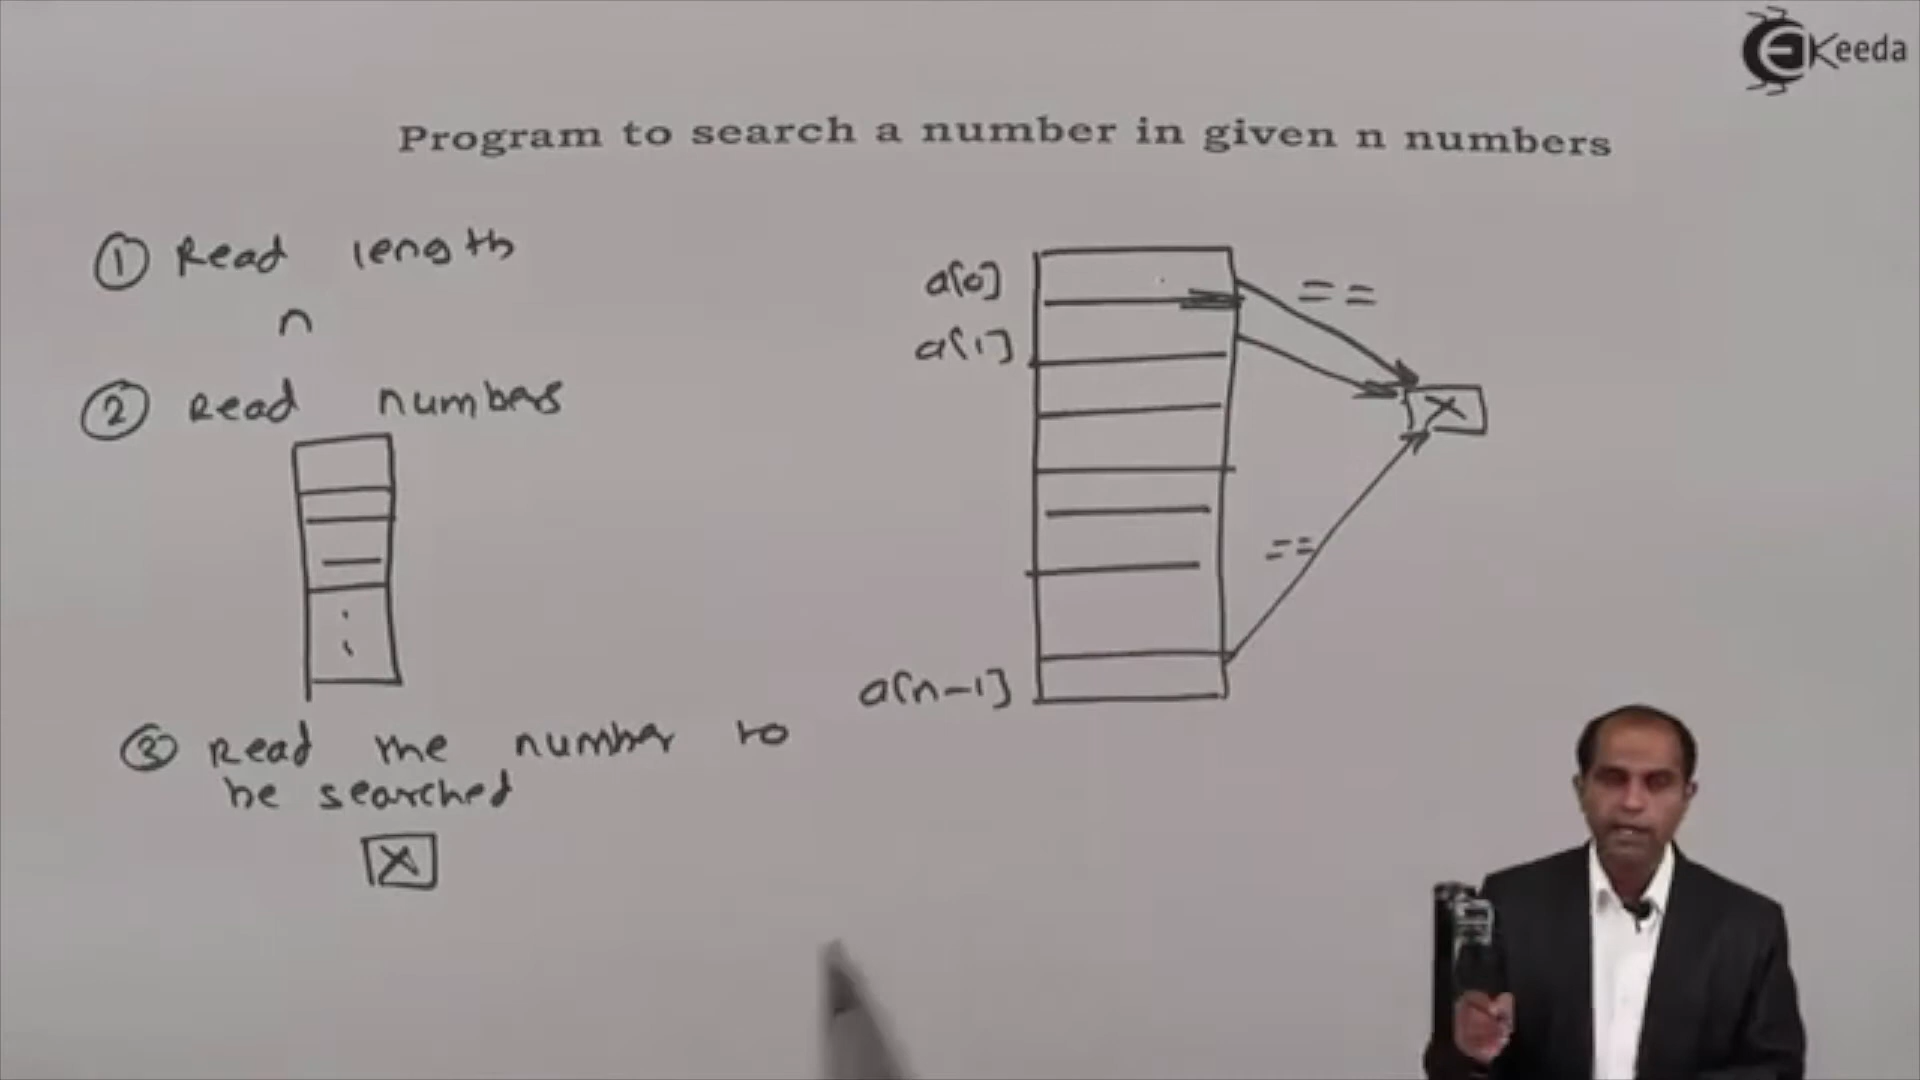 Keeda
Program to search a number in given n numbers
① Read length
n
② Read numbers
③ Read the number to
be searched
X
a[0]
a[1]
a[n-1]
==
==
X